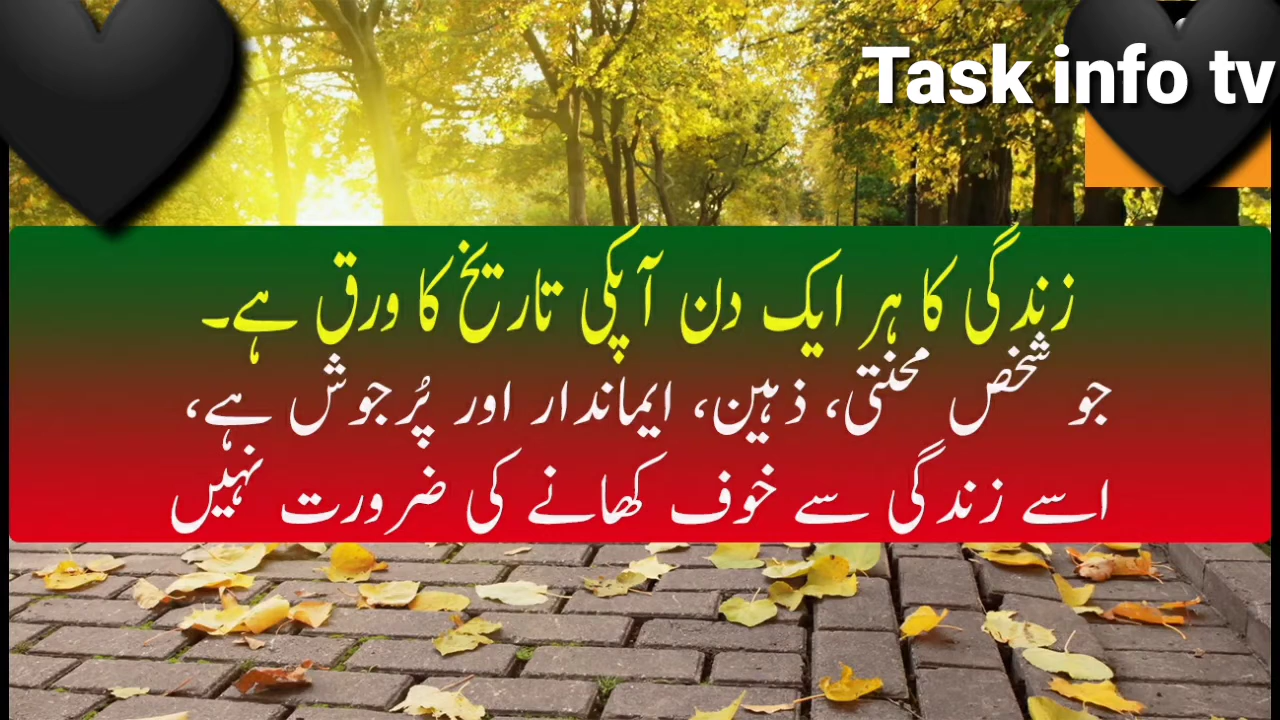 Task info tv
زندگی کا ہر ایک دن آپکی تاریخ کا ورق ہے۔
جو شخص محنتی، ذہین، ایماندار اور پُرجوش ہے،
اسے زندگی سے خوف کھانے کی ضرورت نہیں